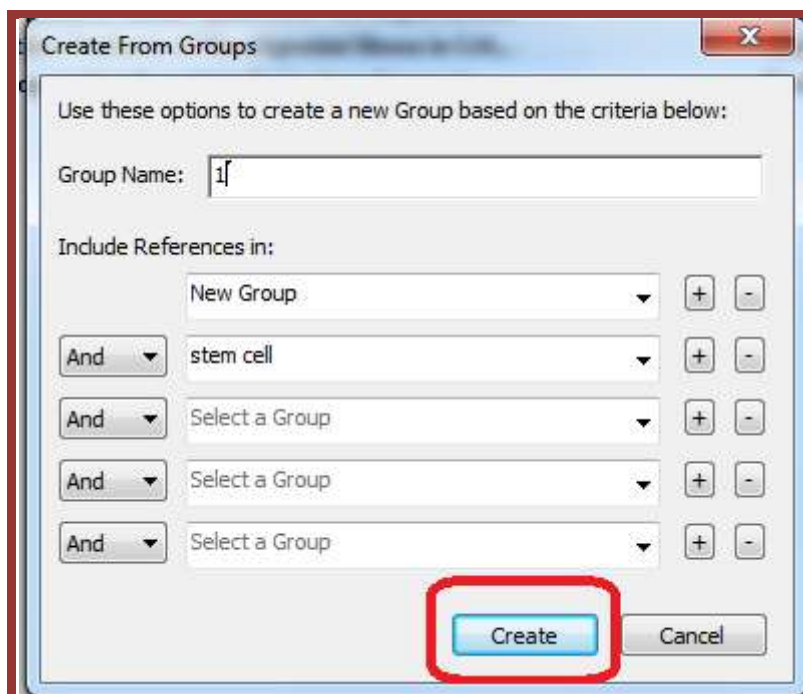 Create From Groups
Use these options to create a new Group based on the criteria below:
Group Name: 1
Include References in:
New Group + -
And stem cell + -
And Select a Group + -
And Select a Group + -
And Select a Group + -
Create Cancel